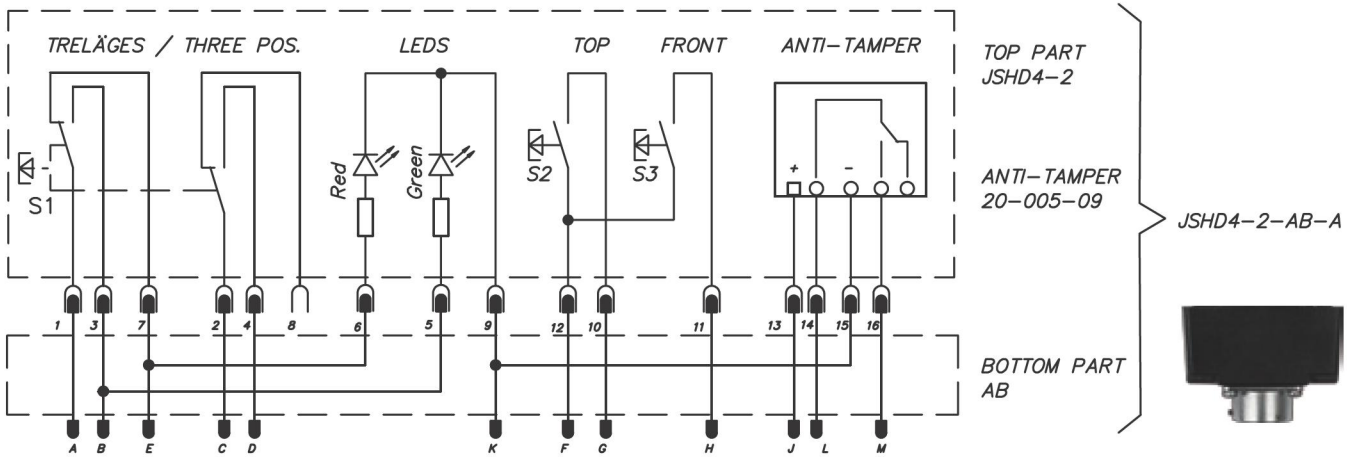 TRELÄGES / THREE POS. LEDS TOP FRONT ANTI-TAMPER
TOP PART
JSHD4-2
Red Green
S1 S2 S3
+ -
ANTI-TAMPER
20-005-09
JSHD4-2-AB-A
1 3 7 2 4 8 6 5 9 12 10 11 13 14 15 16
BOTTOM PART
AB
A B E C D K F G H J L M